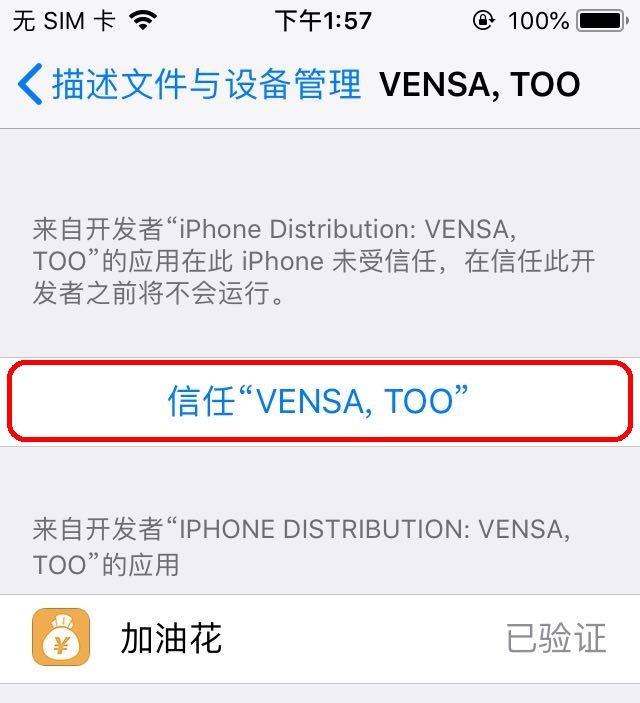 无 SIM 卡 下午1:57 100%
描述文件与设备管理 VENSA, TOO
来自开发者“iPhone Distribution: VENSA,
TOO”的应用在此 iPhone 未受信任，在信任此开
发者之前将不会运行。
信任“VENSA, TOO”
来自开发者“IPHONE DISTRIBUTION: VENSA,
TOO”的应用
¥ 加油花 已验证